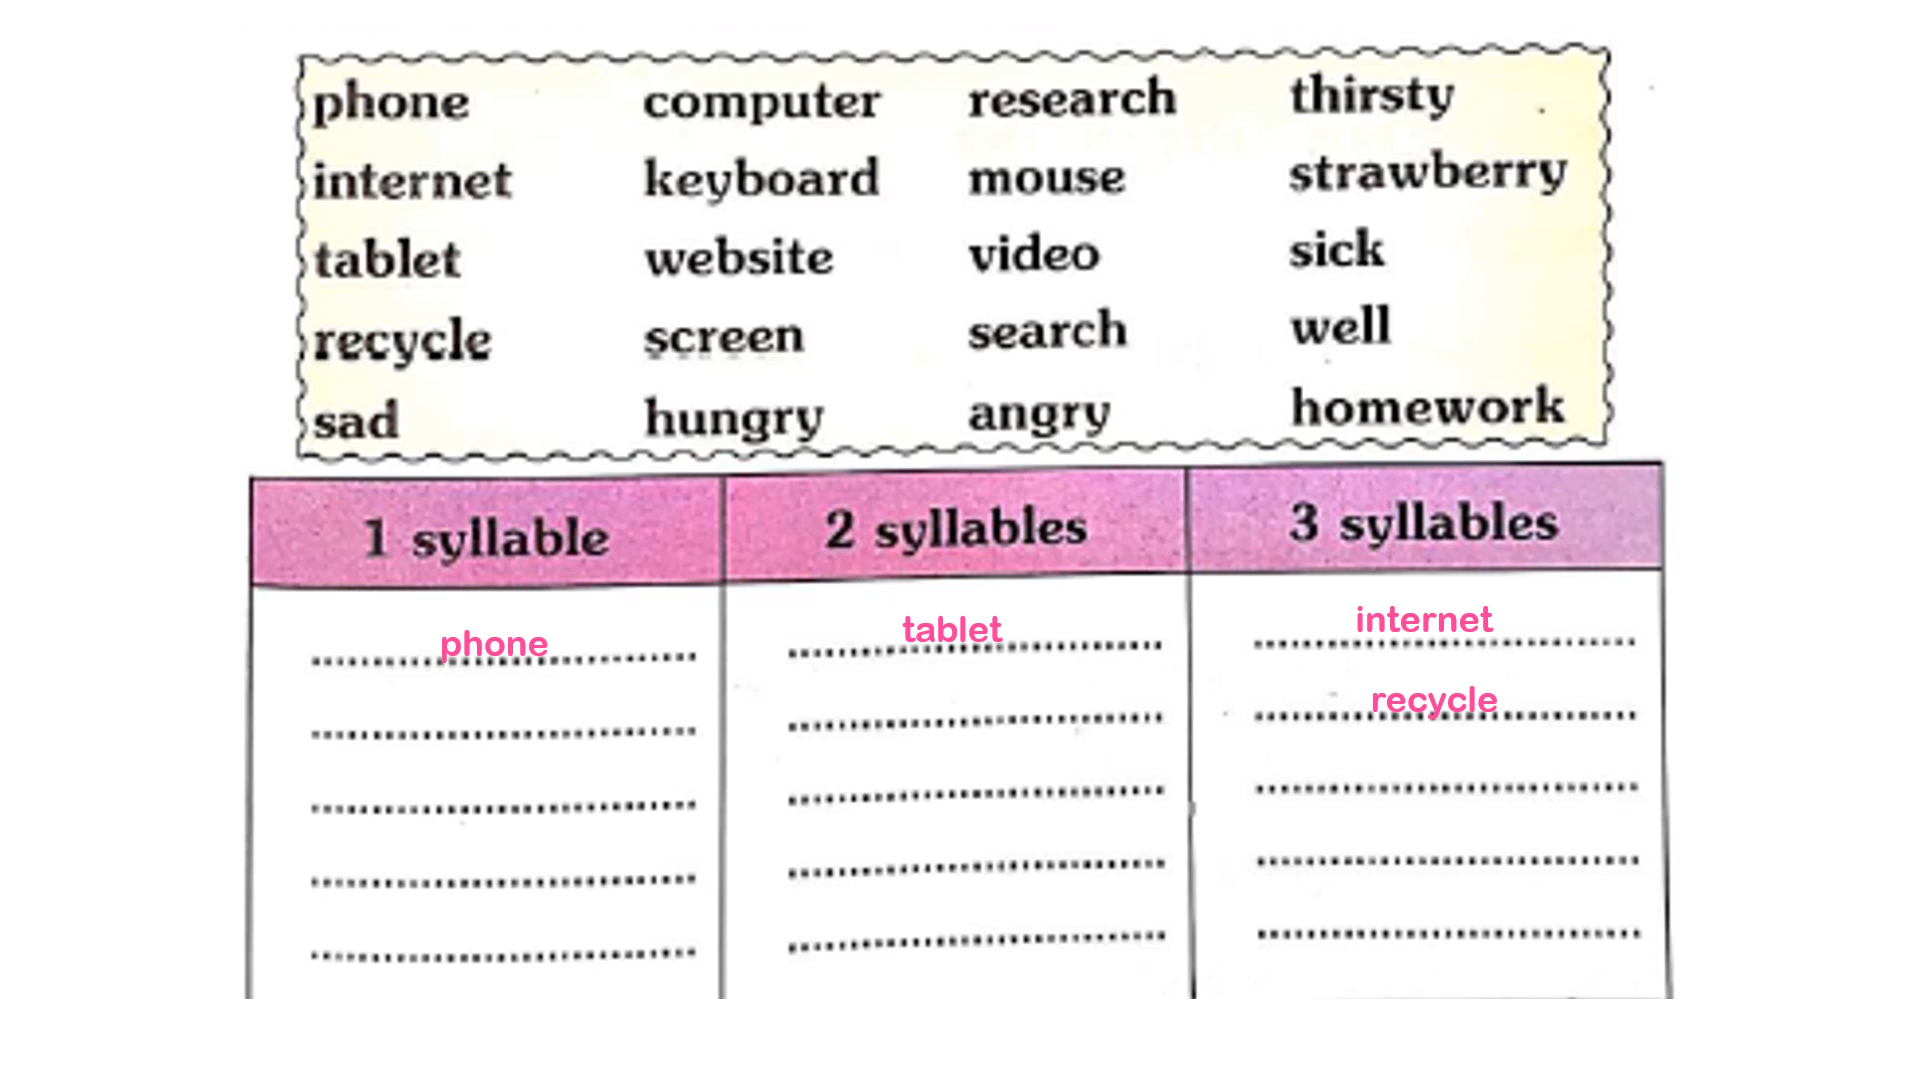 phone computer research thirsty
internet keyboard mouse strawberry
tablet website video sick
recycle screen search well
sad hungry angry homework
1 syllable 2 syllables 3 syllables
phone tablet internet
recycle